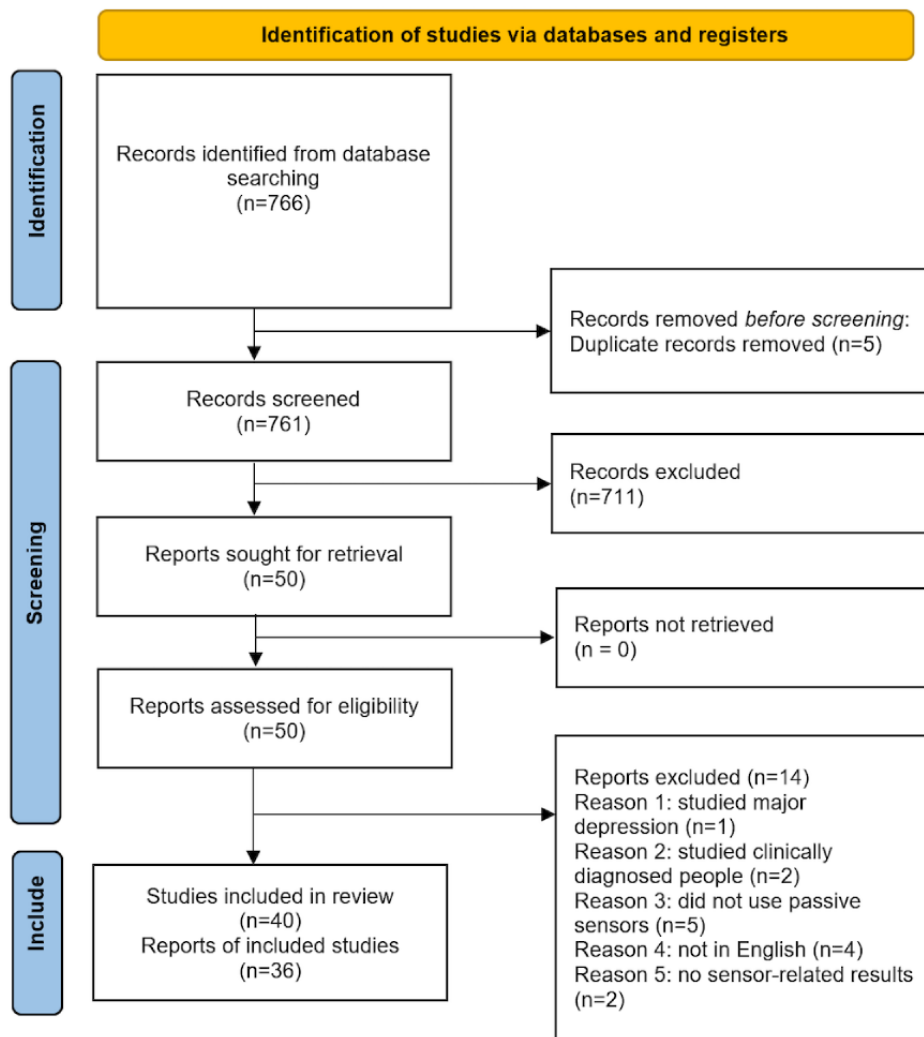 Identification of studies via databases and registers
Identification
Records identified from database
searching
(n=766)
Records removed before screening:
Duplicate records removed (n=5)
Screening
Records screened
(n=761)
Records excluded
(n=711)
Reports sought for retrieval
(n=50)
Reports not retrieved
(n = 0)
Reports assessed for eligibility
(n=50)
Reports excluded (n=14)
Reason 1: studied major
depression (n=1)
Reason 2: studied clinically
diagnosed people (n=2)
Reason 3: did not use passive
sensors (n=5)
Reason 4: not in English (n=4)
Reason 5: no sensor-related results
(n=2)
Include
Studies included in review
(n=40)
Reports of included studies
(n=36)